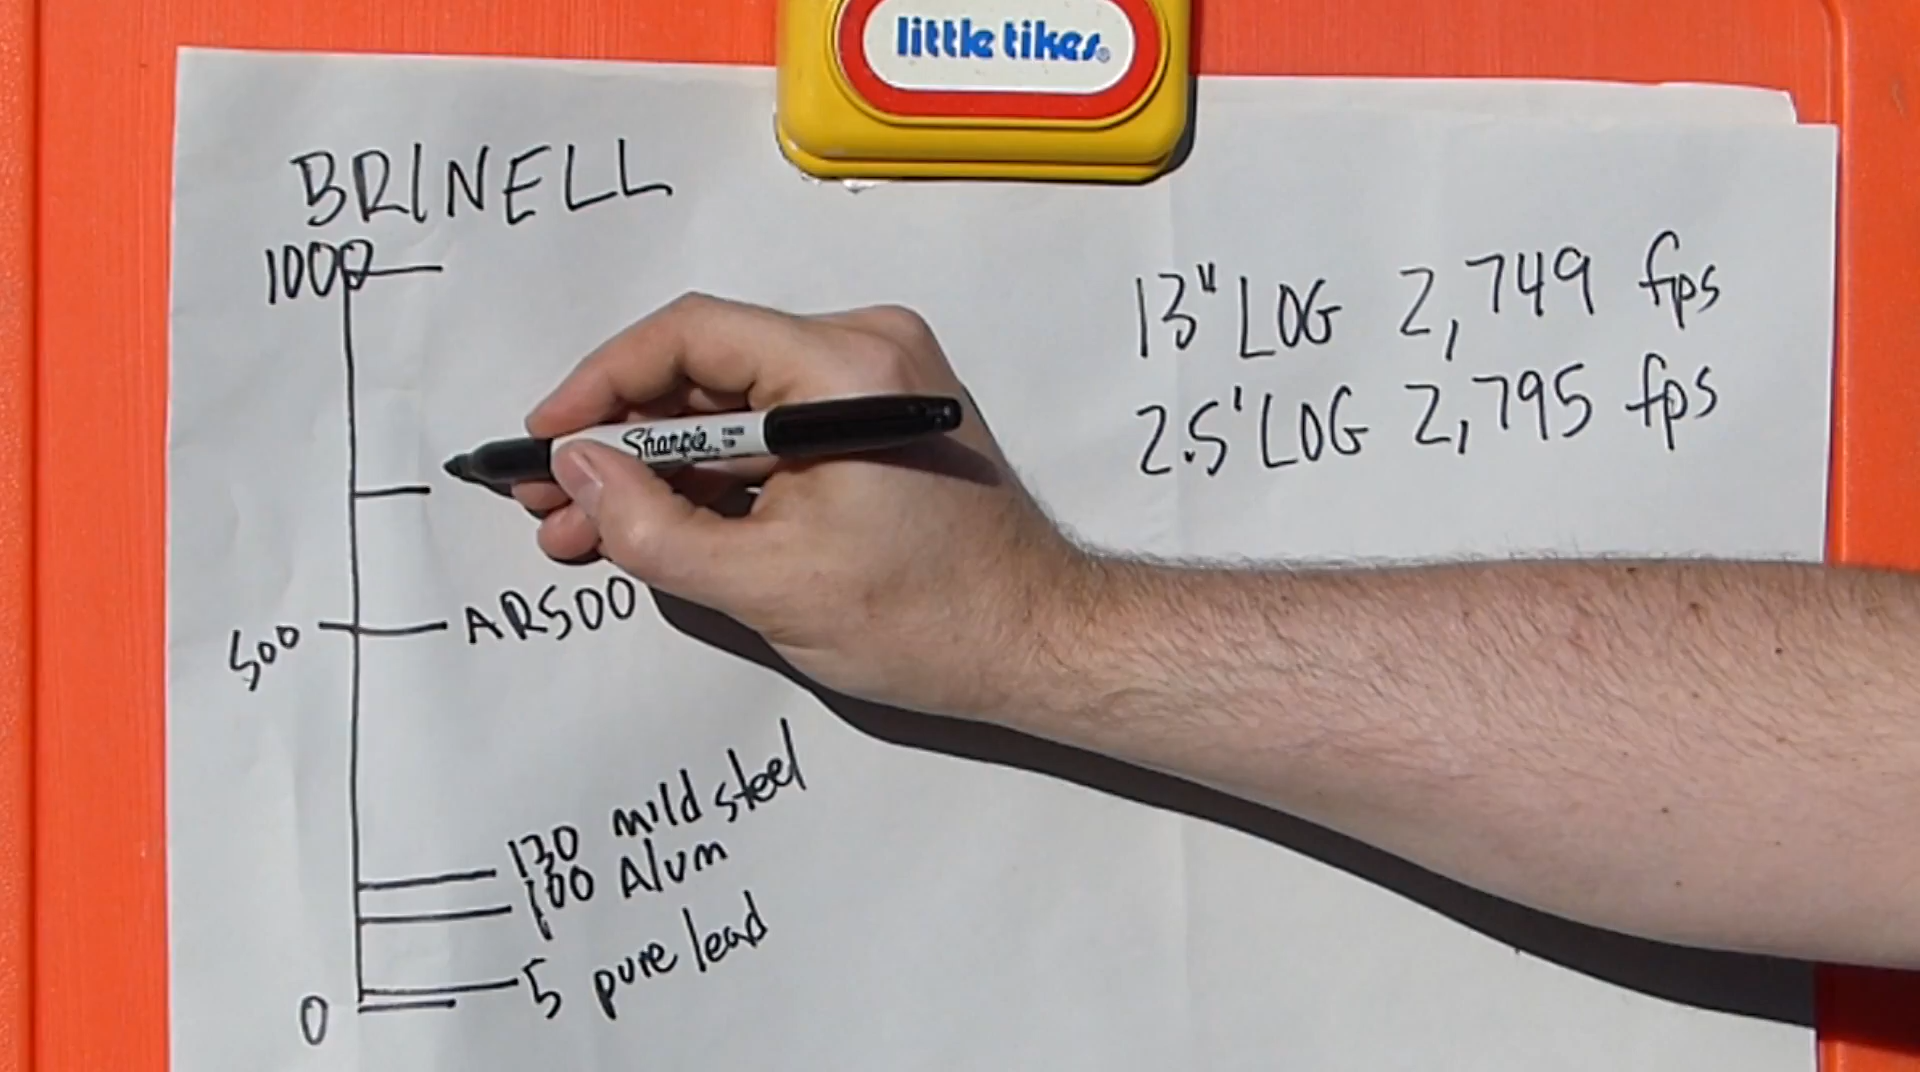 little tikes®
BRINELL
1000
13" LOG 2,749 fps
2.5' LOG 2,795 fps
Sharpie
500
AR500
130 mild steel
100 Alum
5 pure lead
0